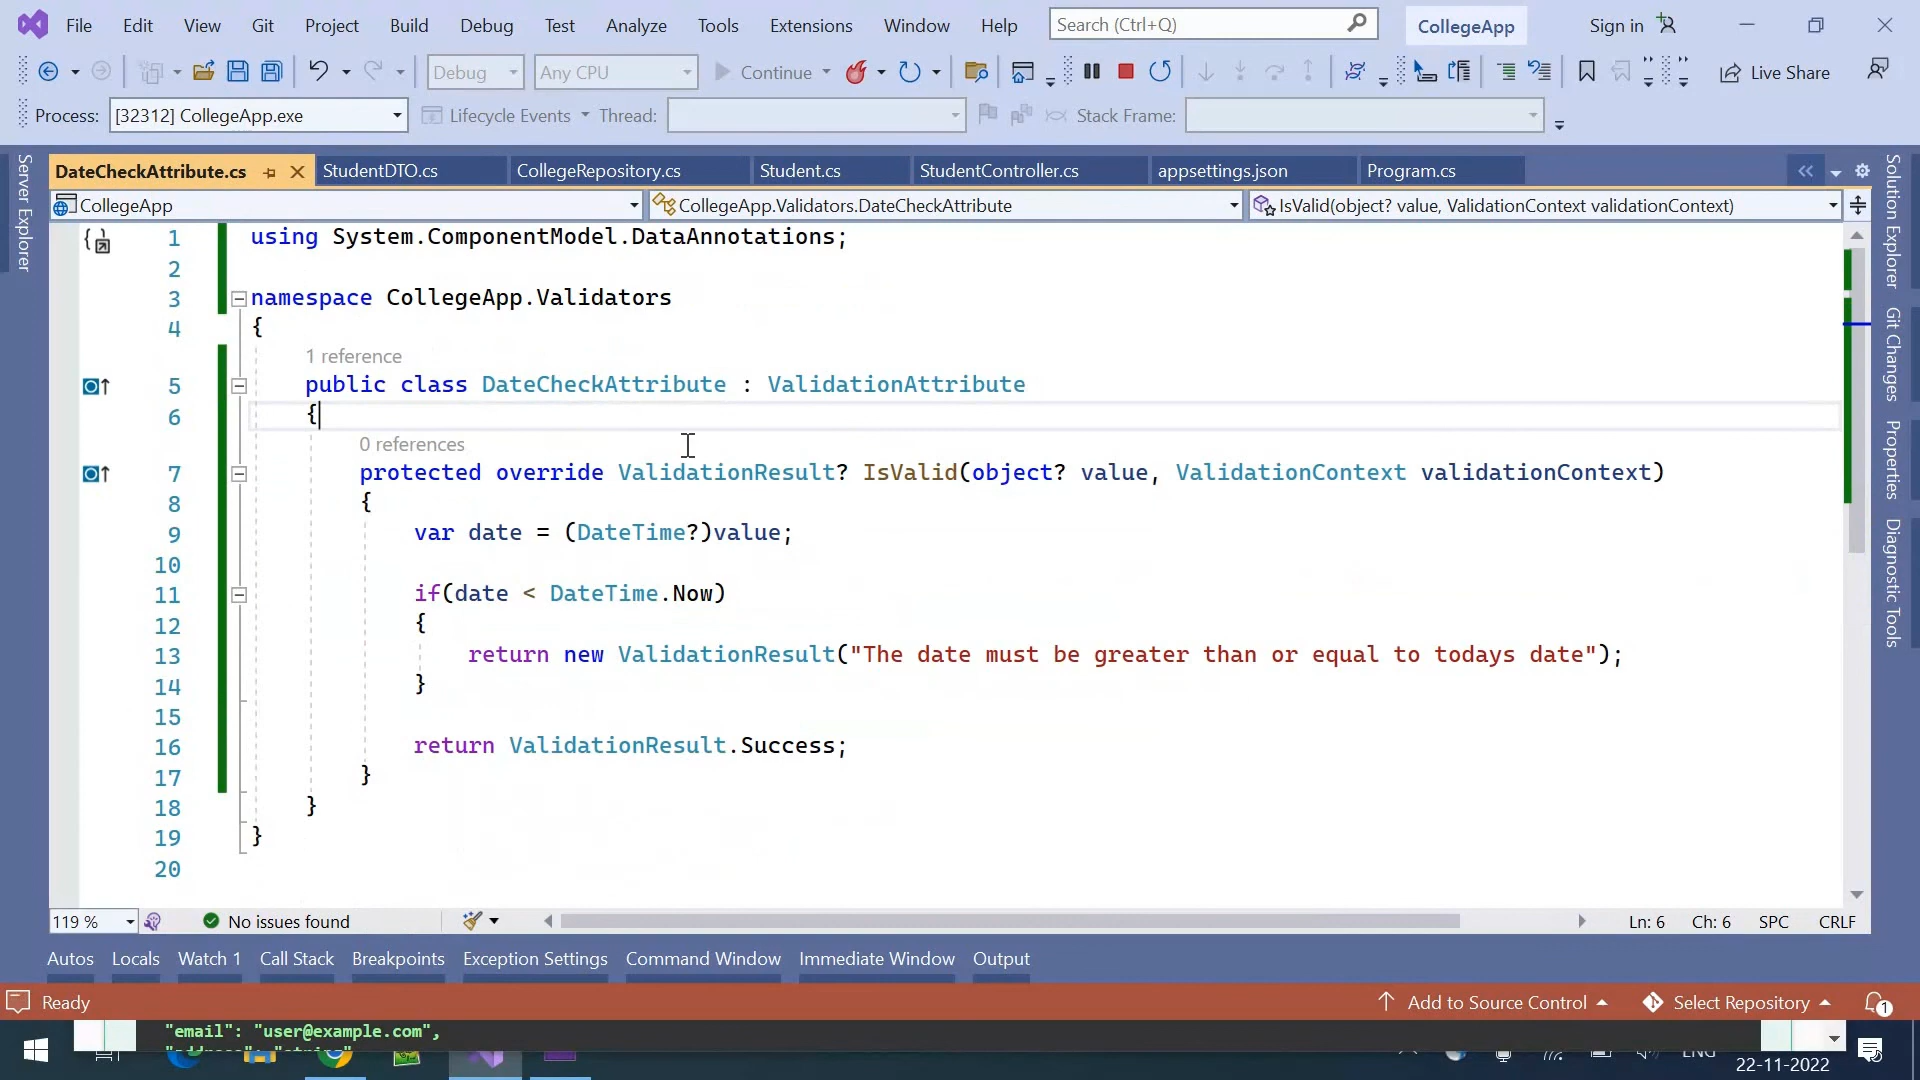 File Edit View Git Project Build Debug Test Analyze Tools Extensions Window Help Search (Ctrl+Q) CollegeApp Sign in
Debug Any CPU Continue Live Share
Process: [32312] CollegeApp.exe Lifecycle Events Thread: Stack Frame:
DateCheckAttribute.cs StudentDTO.cs CollegeRepository.cs Student.cs StudentController.cs appsettings.json Program.cs
CollegeApp CollegeApp.Validators.DateCheckAttribute IsValid(object? value, ValidationContext validationContext)
Server Explorer
Solution Explorer
Git Changes
Properties
Diagnostic Tools
1 using System.ComponentModel.DataAnnotations;
2
3 namespace CollegeApp.Validators
4 {
1 reference
5 public class DateCheckAttribute : ValidationAttribute
6 {
0 references
7 protected override ValidationResult? IsValid(object? value, ValidationContext validationContext)
8 {
9 var date = (DateTime?)value;
10
11 if(date < DateTime.Now)
12 {
13 return new ValidationResult("The date must be greater than or equal to todays date");
14 }
15
16 return ValidationResult.Success;
17 }
18 }
19 }
20
119 % No issues found Ln: 6 Ch: 6 SPC CRLF
Autos Locals Watch 1 Call Stack Breakpoints Exception Settings Command Window Immediate Window Output
Ready Add to Source Control Select Repository 1
"email": "user@example.com",
ENG
22-11-2022